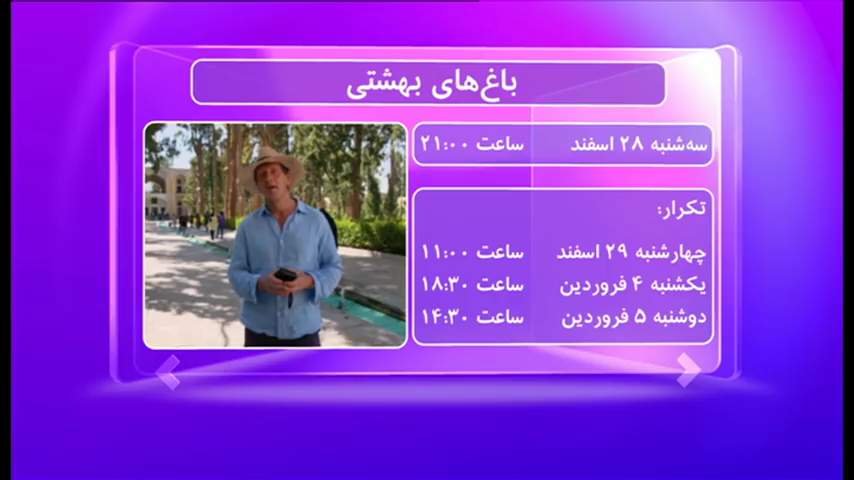 باغ‌های بهشتی
سه‌شنبه ۲۸ اسفند ساعت ۲۱:۰۰
تکرار:
چهارشنبه ۲۹ اسفند ساعت ۱۱:۰۰
یکشنبه ۴ فروردین ساعت ۱۸:۳۰
دوشنبه ۵ فروردین ساعت ۱۴:۳۰